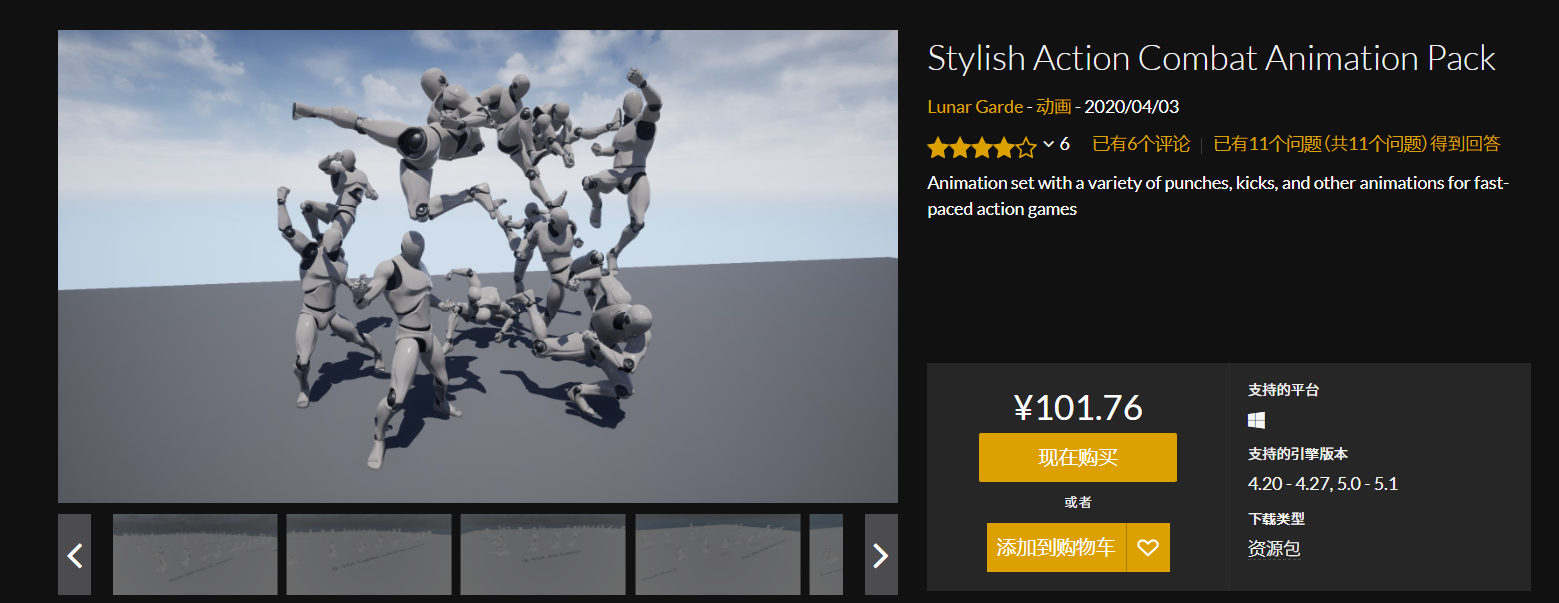 Stylish Action Combat Animation Pack
Lunar Garde - 动画 - 2020/04/03
6 已有6个评论 已有11个问题(共11个问题)得到回答
Animation set with a variety of punches, kicks, and other animations for fast-
paced action games
¥101.76
现在购买
或者
添加到购物车
支持的平台
支持的引擎版本
4.20 - 4.27, 5.0 - 5.1
下载类型
资源包